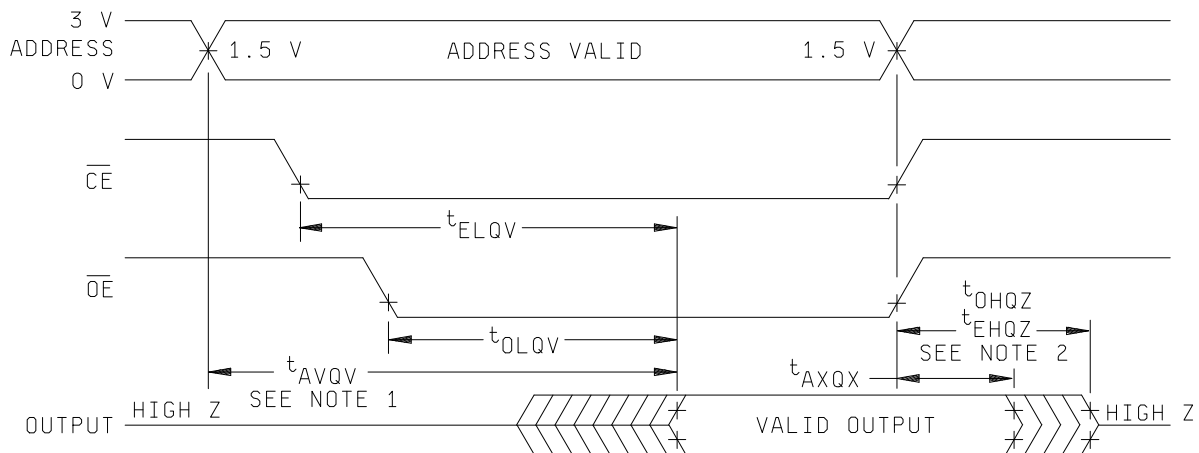 3 V
ADDRESS 1.5 V ADDRESS VALID 1.5 V
0 V
CE
tELQV
OE
tOHQZ
tOLQV tEHQZ
SEE NOTE 2
tAVQV tAXQX
SEE NOTE 1
HIGH Z HIGH Z
OUTPUT VALID OUTPUT